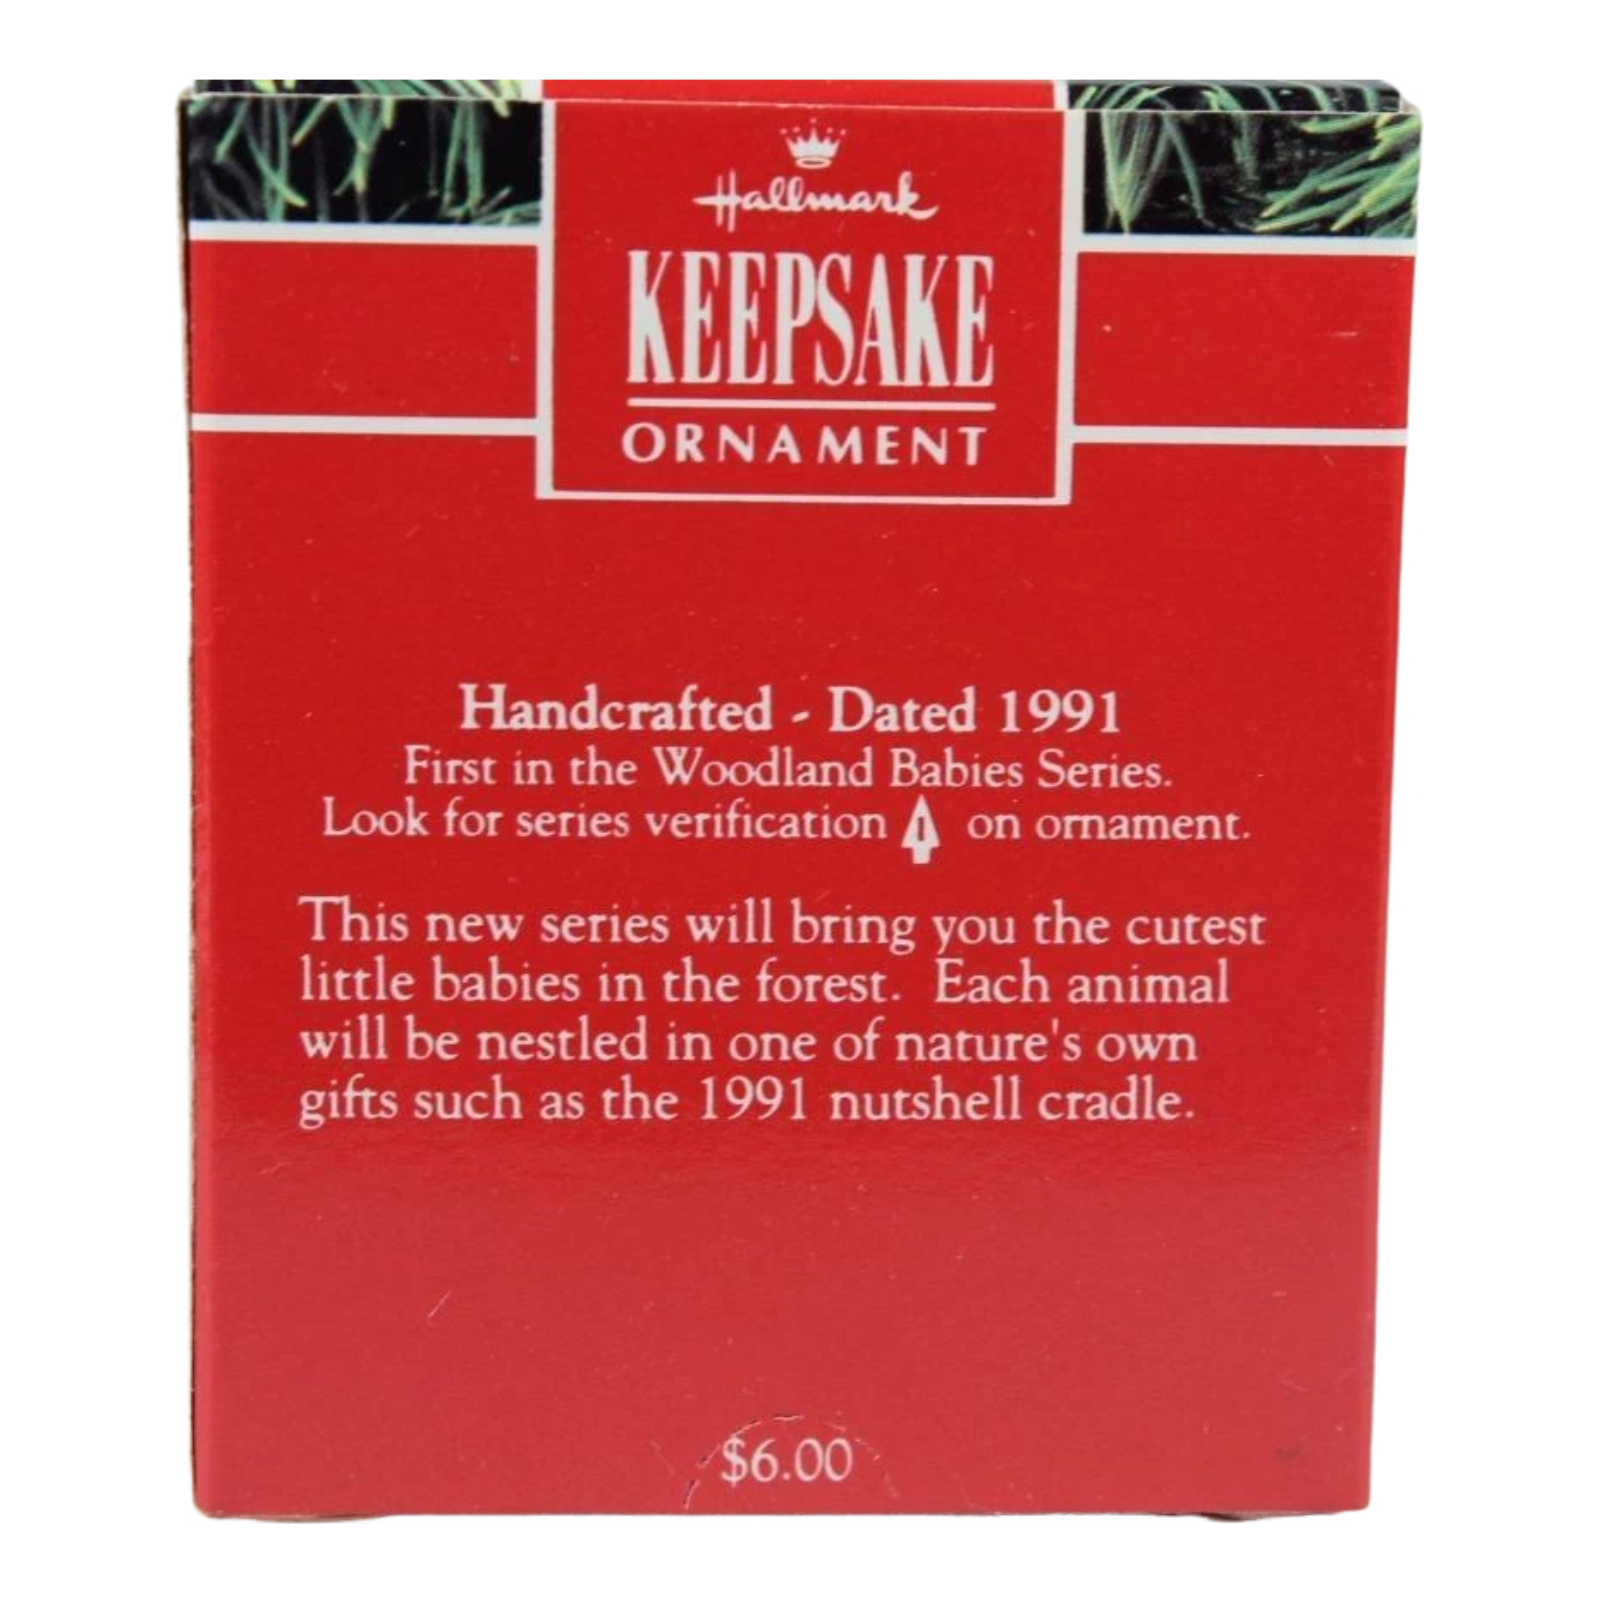 Hallmark
KEEPSAKE
ORNAMENT
Handcrafted - Dated 1991
First in the Woodland Babies Series.
Look for series verification 1 on ornament.
This new series will bring you the cutest
little babies in the forest. Each animal
will be nestled in one of nature's own
gifts such as the 1991 nutshell cradle.
$6.00